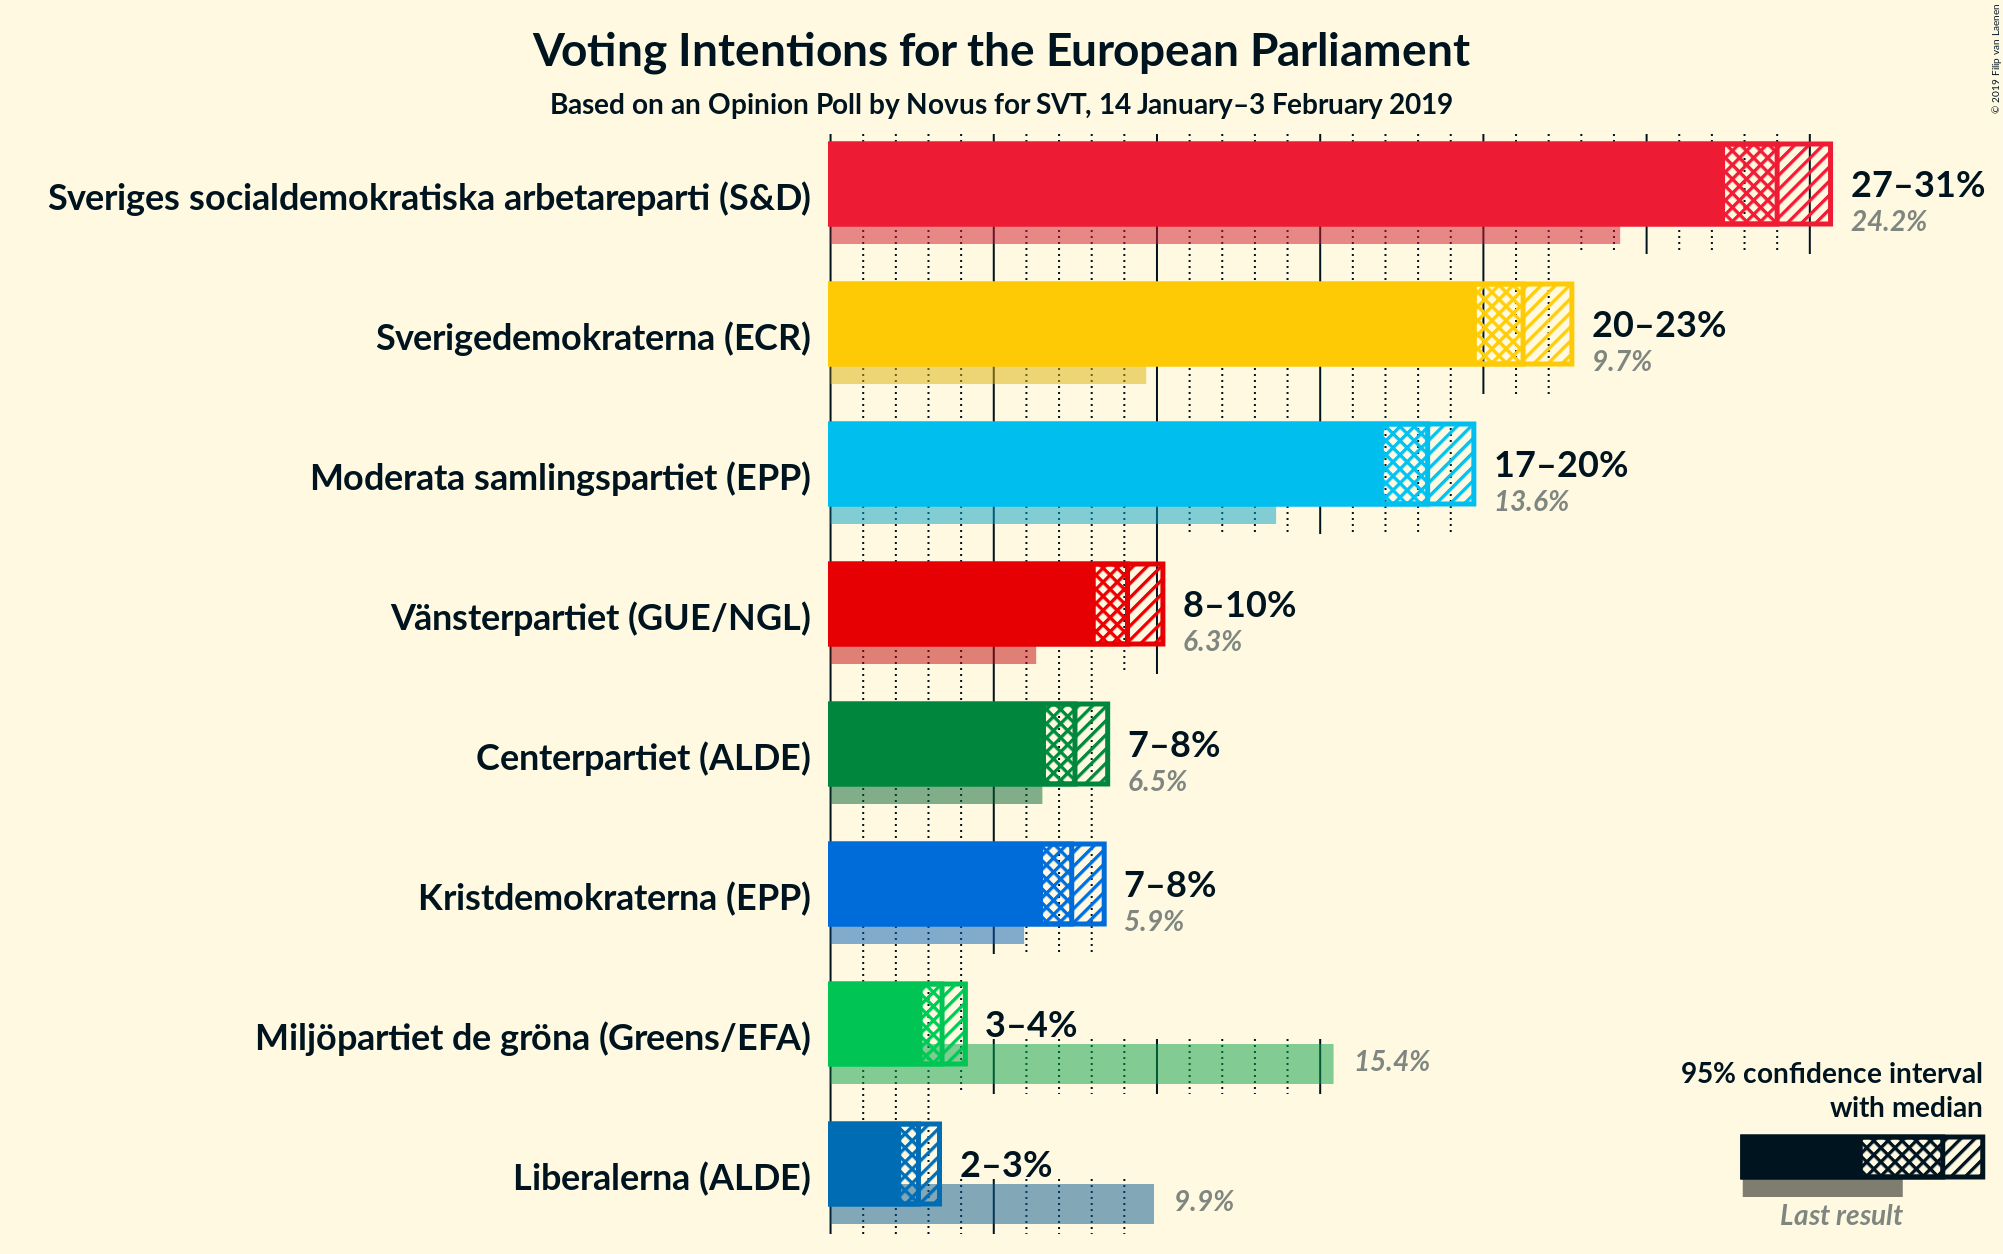 Voting Intentions for the European Parliament
Based on an Opinion Poll by Novus for SVT, 14 January–3 February 2019
© 2019 Filip van Laenen
Sveriges socialdemokratiska arbetareparti (S&D)
27–31%
24.2%
Sverigedemokraterna (ECR)
20–23%
9.7%
Moderata samlingspartiet (EPP)
17–20%
13.6%
Vänsterpartiet (GUE/NGL)
8–10%
6.3%
Centerpartiet (ALDE)
7–8%
6.5%
Kristdemokraterna (EPP)
7–8%
5.9%
Miljöpartiet de gröna (Greens/EFA)
3–4%
15.4%
Liberalerna (ALDE)
2–3%
9.9%
95% confidence interval
with median
Last result